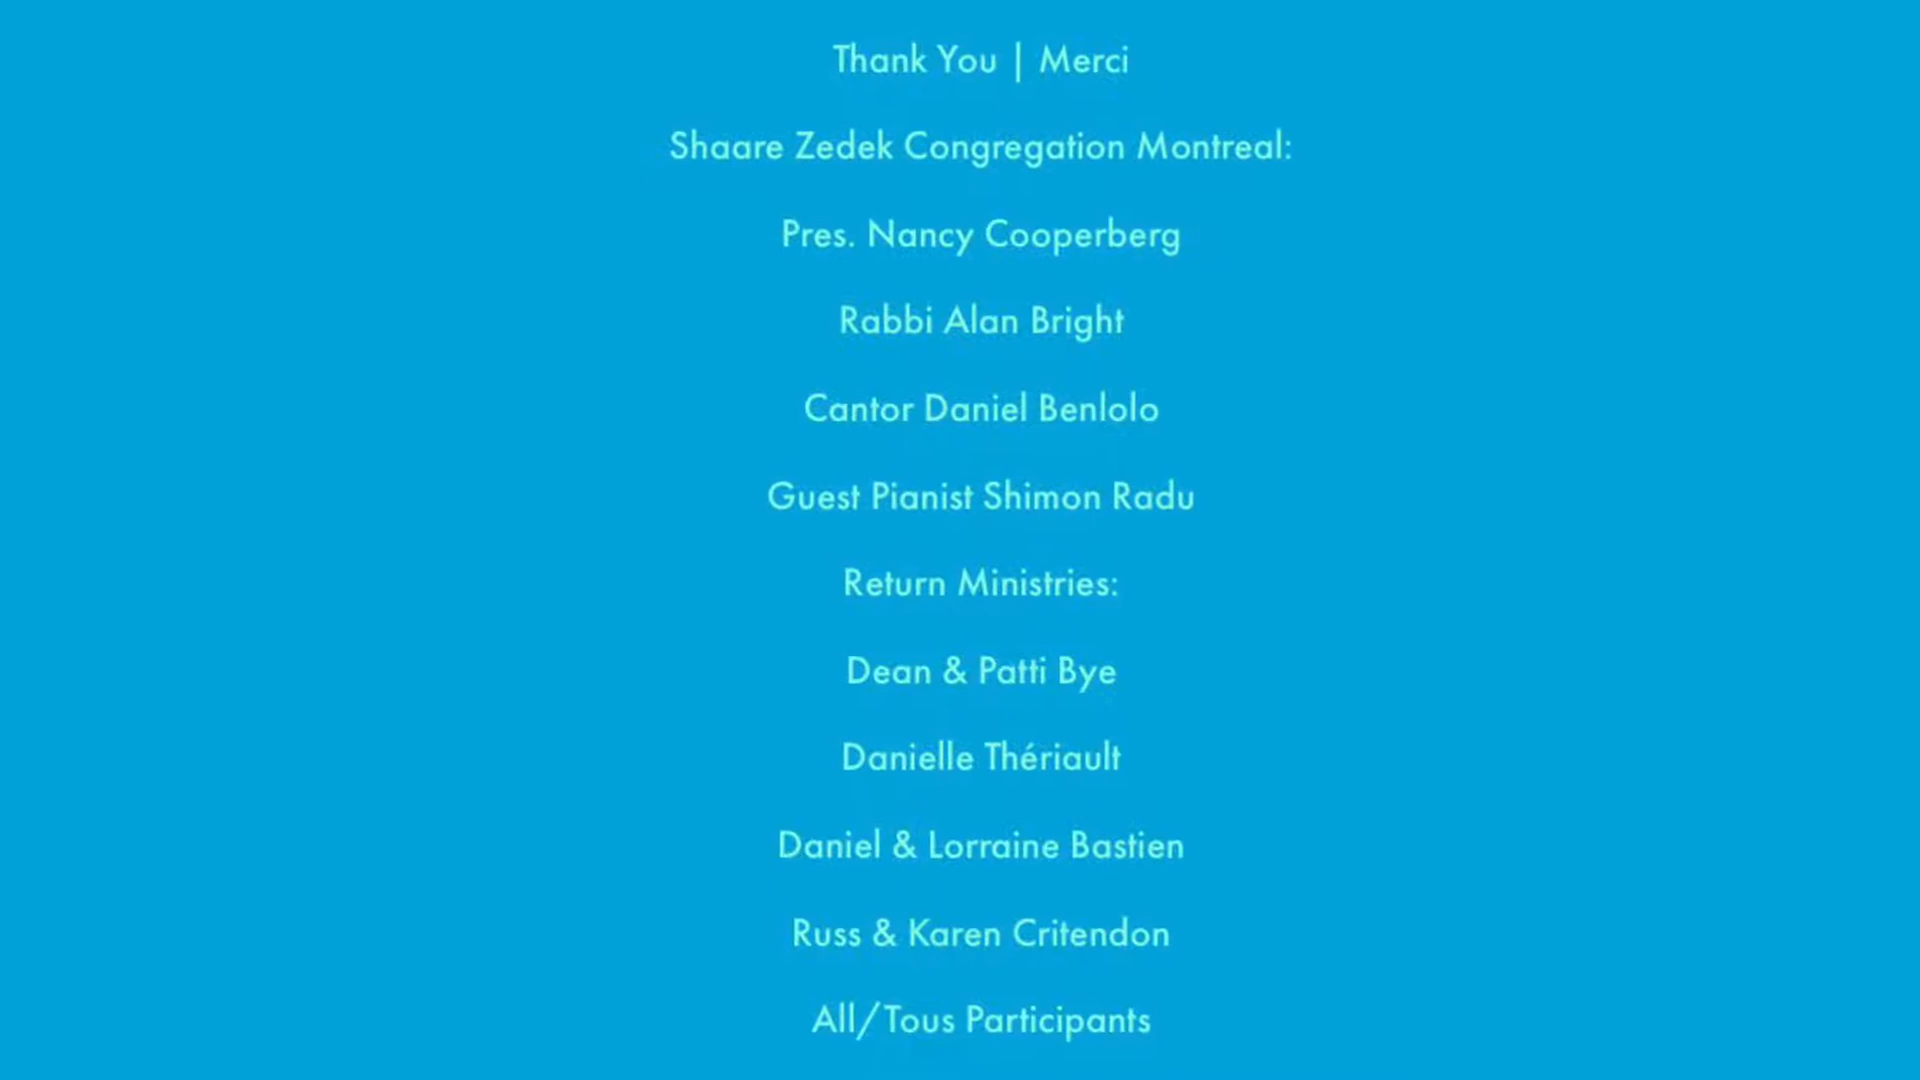 Thank You | Merci
Shaare Zedek Congregation Montreal:
Pres. Nancy Cooperberg
Rabbi Alan Bright
Cantor Daniel Benlolo
Guest Pianist Shimon Radu
Return Ministries:
Dean & Patti Bye
Danielle Thériault
Daniel & Lorraine Bastien
Russ & Karen Critendon
All/Tous Participants